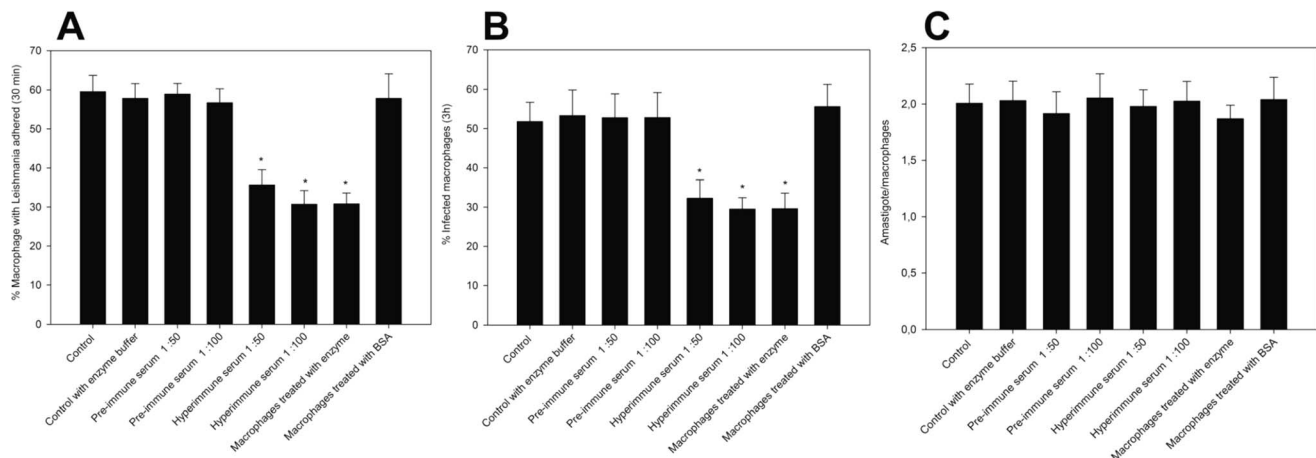 A
% Macrophage with Leishmania adhered (30 min)
70
60
50
40
30
20
10
0
*
*
*
Control
Control with enzyme buffer
Pre-immune serum 1:50
Pre-immune serum 1:100
Hyperimmune serum 1:50
Hyperimmune serum 1:100
Macrophages treated with enzyme
Macrophages treated with BSA
B
% Infected macrophages (3h)
70
60
50
40
30
20
10
0
*
*
*
Control
Control with enzyme buffer
Pre-immune serum 1:50
Pre-immune serum 1:100
Hyperimmune serum 1:50
Hyperimmune serum 1:100
Macrophages treated with enzyme
Macrophages treated with BSA
C
Amastigote/macrophages
2,5
2,0
1,5
1,0
0,5
0,0
Control
Control with enzyme buffer
Pre-immune serum 1:50
Pre-immune serum 1:100
Hyperimmune serum 1:50
Hyperimmune serum 1:100
Macrophages treated with enzyme
Macrophages treated with BSA